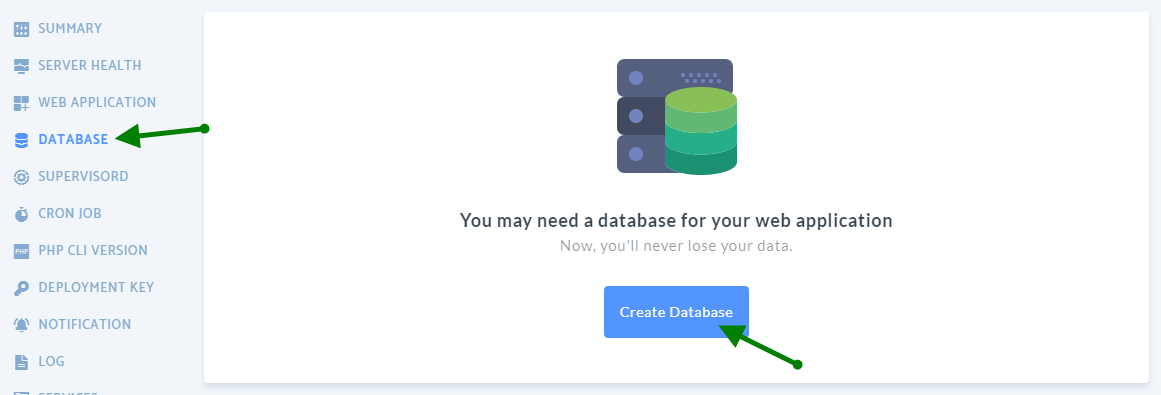 SUMMARY
SERVER HEALTH
WEB APPLICATION
DATABASE
SUPERVISORD
CRON JOB
PHP
PHP CLI VERSION
DEPLOYMENT KEY
NOTIFICATION
LOG
You may need a database for your web application
Now, you'll never lose your data.
Create Database